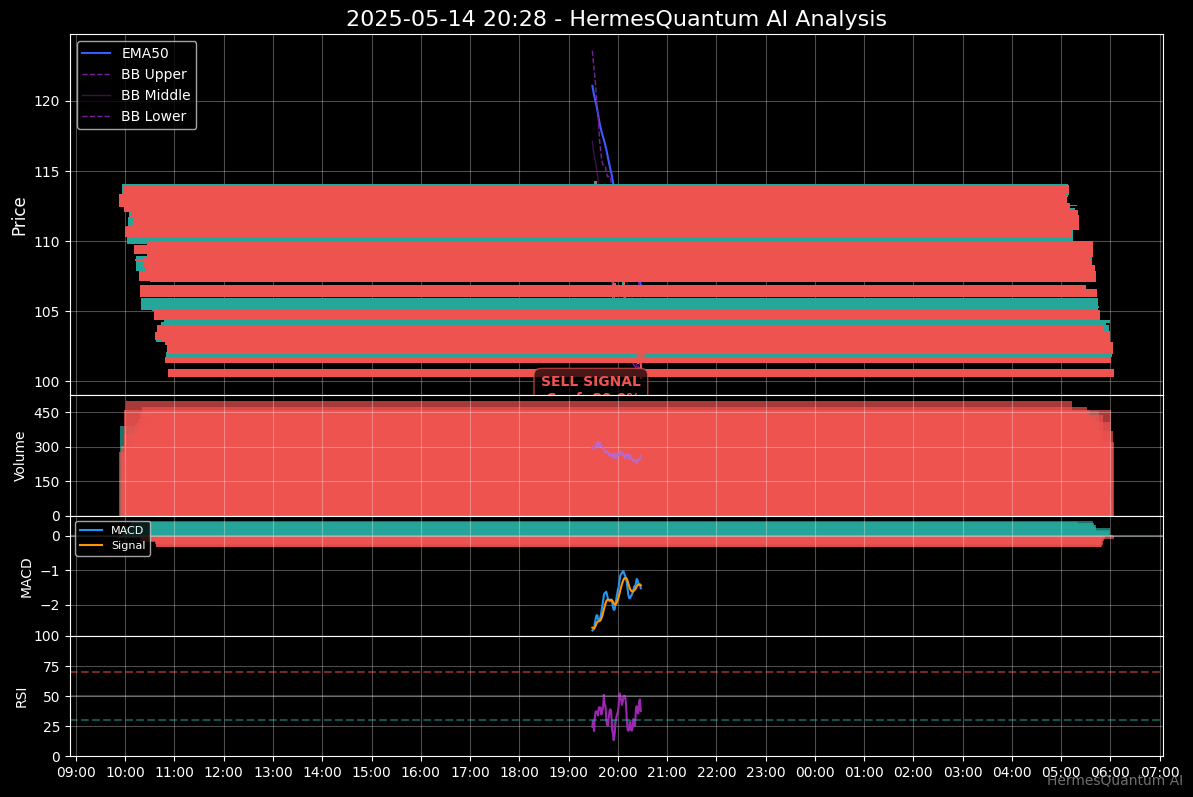 2025-05-14 20:28 - HermesQuantum AI Analysis
EMA50
BB Upper
BB Middle
BB Lower
Price
120
115
110
105
100
SELL SIGNAL
Volume
450
300
150
0
MACD
Signal
MACD
0
−1
−2
RSI
100
75
50
25
0
09:00 10:00 11:00 12:00 13:00 14:00 15:00 16:00 17:00 18:00 19:00 20:00 21:00 22:00 23:00 00:00 01:00 02:00 03:00 04:00 05:00 06:00 07:00
HermesQuantum AI